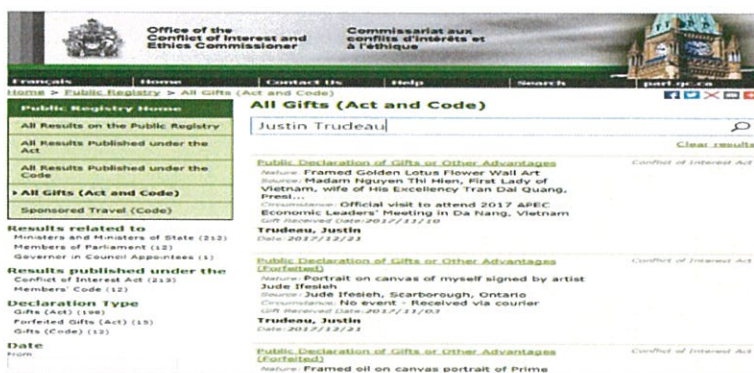 Office of the
Conflict of Interest and
Ethics Commissioner
Commissariat aux
conflits d'intérêts et
à l'éthique
Français
Home
Contact Us
Help
Search
parl.gc.ca
Home > Public Registry > All Gifts (Act and Code)
Public Registry Home
All Results on the Public Registry
All Results Published under the
Act
All Results Published under the
Code
All Gifts (Act and Code)
Sponsored Travel (Code)
Results related to
Ministers and Ministers of State (212)
Members of Parliament (12)
Governor in Council Appointees (1)
Results published under the
Conflict of Interest Act (213)
Members' Code (12)
Declaration Type
Gifts (Act) (198)
Forfeited Gifts (Act) (15)
Gifts (Code) (12)
Date
From
All Gifts (Act and Code)
Justin Trudeau
Clear results
Public Declaration of Gifts or Other Advantages
Conflict of Interest Act
Nature: Framed Golden Lotus Flower Wall Art
Source: Madam Nguyen Thi Hien, First Lady of
Vietnam, wife of His Excellency Tran Dai Quang,
Presi...
Circumstance: Official visit to attend 2017 APEC
Economic Leaders' Meeting in Da Nang, Vietnam
Gift Received Date: 2017/11/10
Trudeau, Justin
Date: 2017/12/21
Public Declaration of Gifts or Other Advantages
(Forfeited)
Conflict of Interest Act
Nature: Portrait on canvas of myself signed by artist
Jude Ifesieh
Source: Jude Ifesieh, Scarborough, Ontario
Circumstance: No event - Received via courier
Gift Received Date: 2017/11/03
Trudeau, Justin
Date: 2017/12/21
Public Declaration of Gifts or Other Advantages
(Forfeited)
Conflict of Interest Act
Nature: Framed oil on canvas portrait of Prime